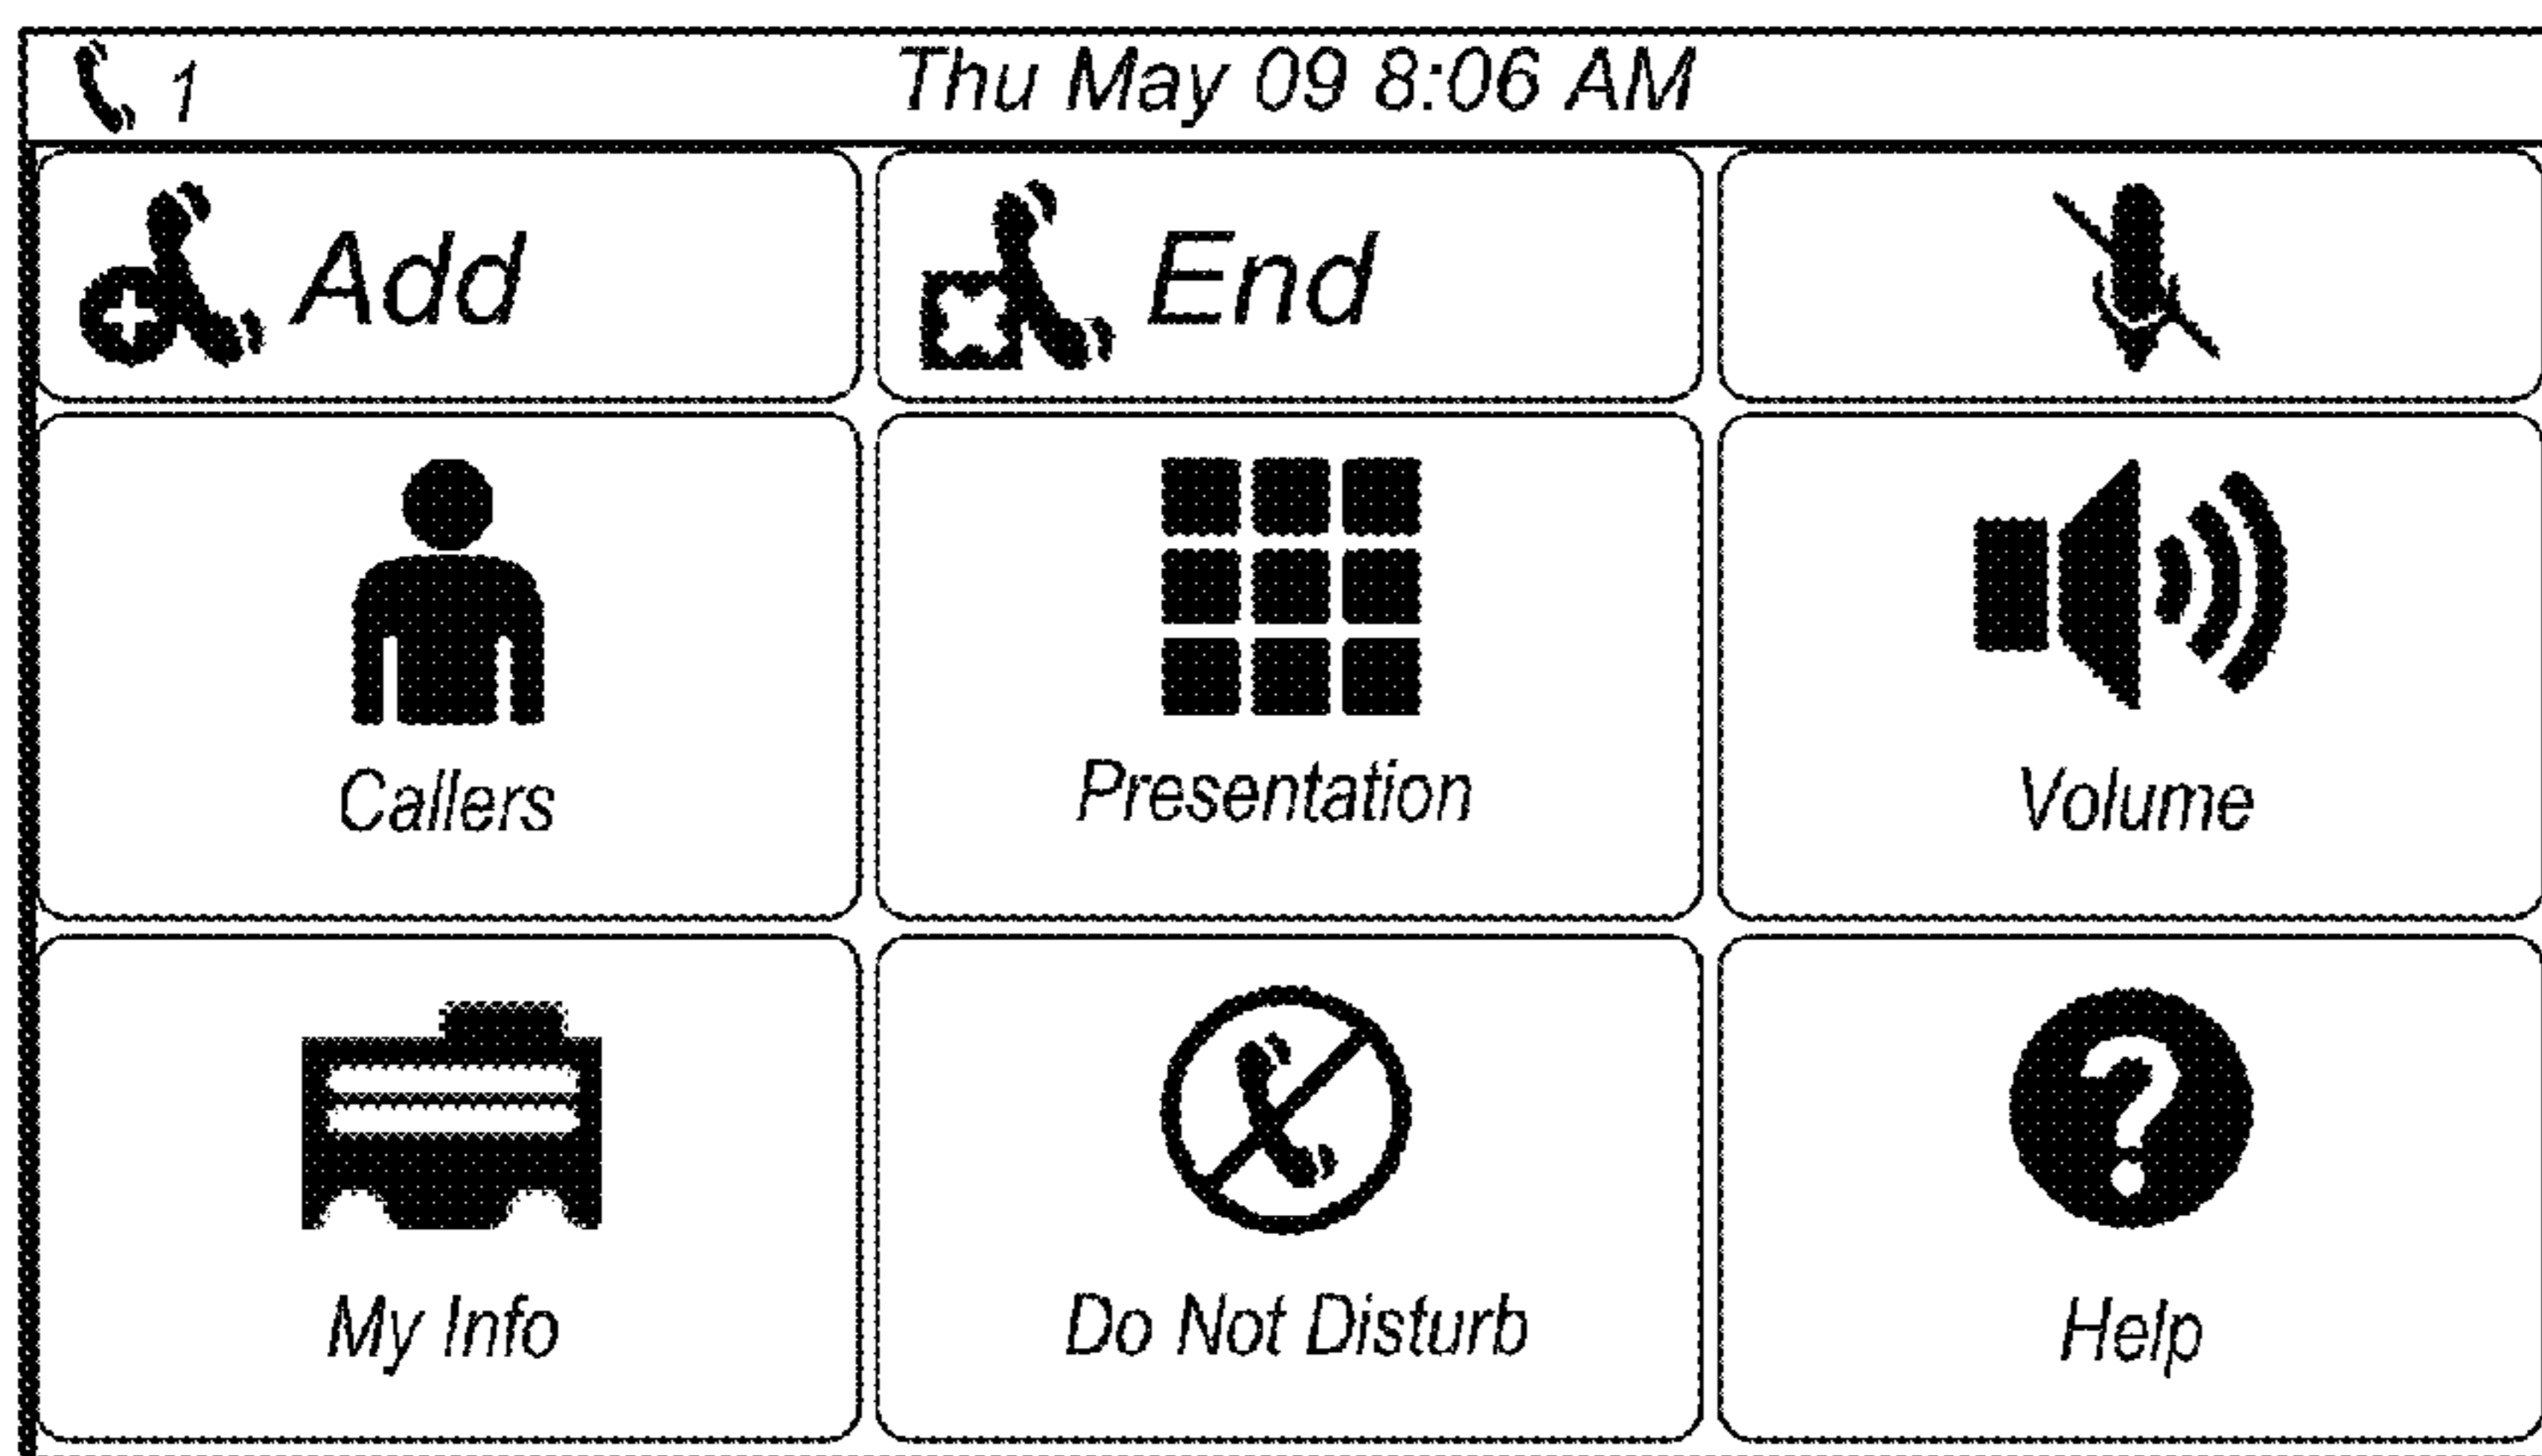 1 Thu May 09 8:06 AM
Add End
Callers Presentation Volume
My Info Do Not Disturb Help